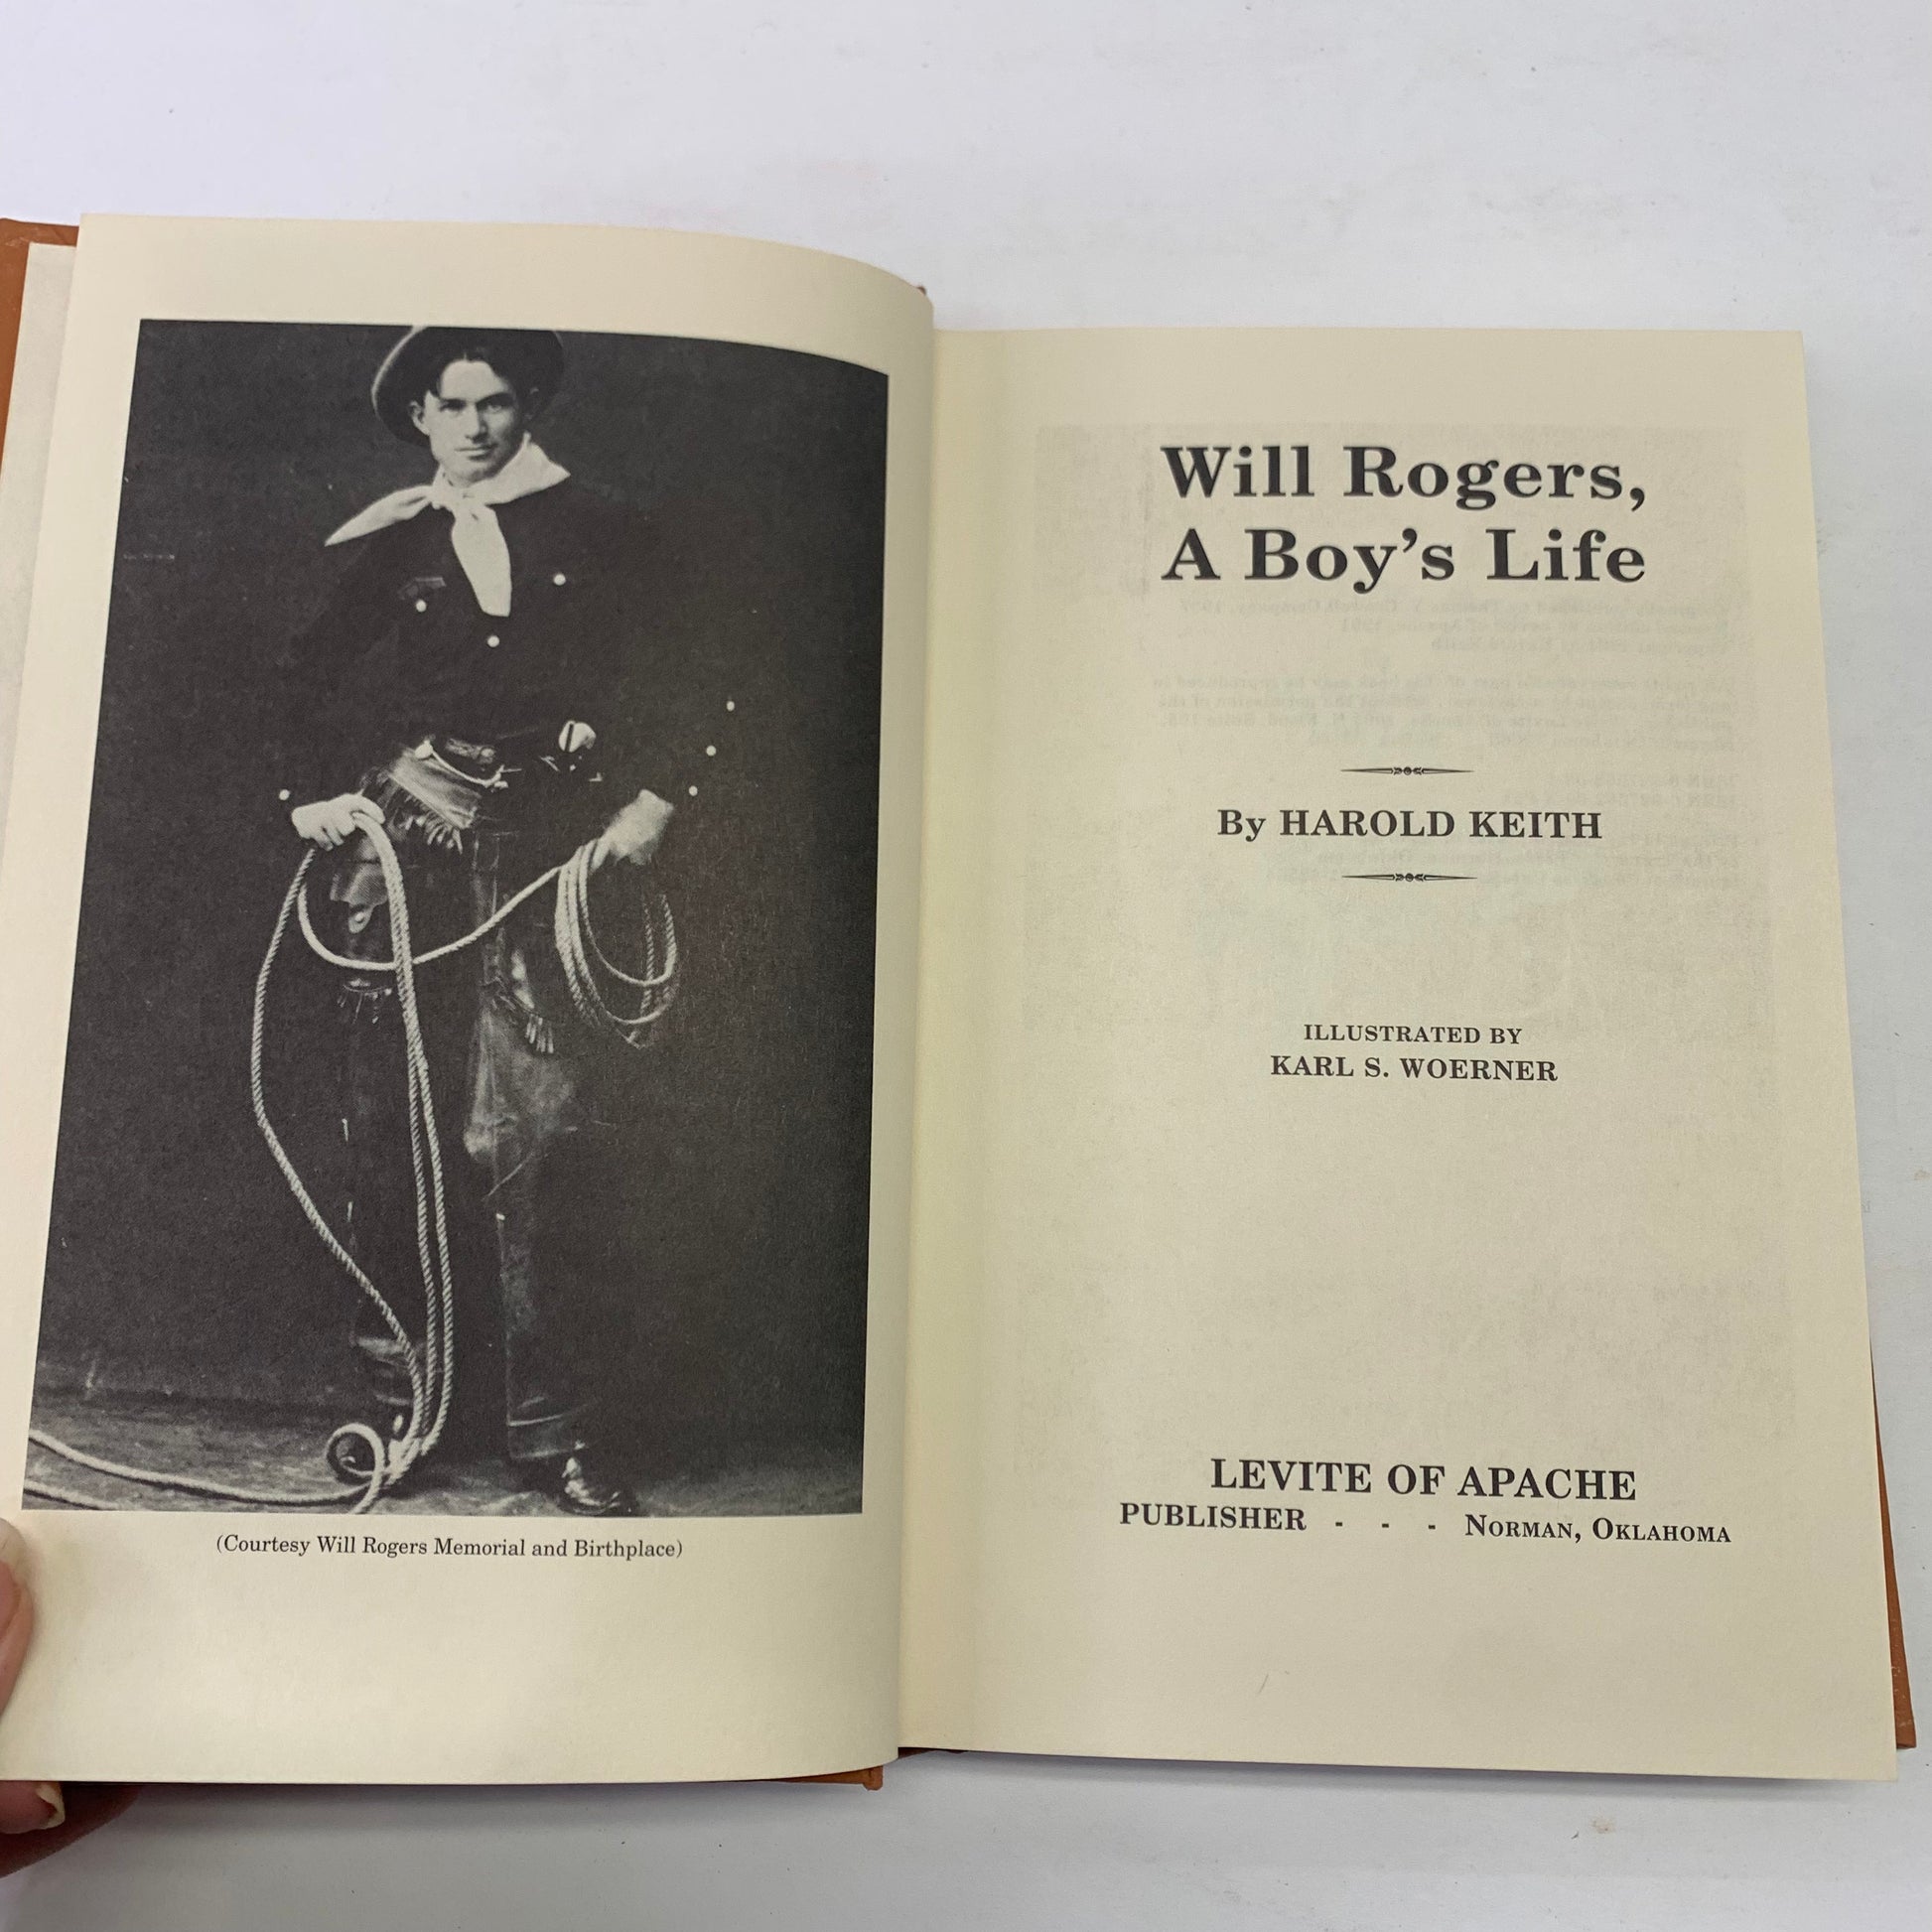 (Courtesy Will Rogers Memorial and Birthplace)
Will Rogers,
A Boy's Life
By HAROLD KEITH
ILLUSTRATED BY
KARL S. WOERNER
LEVITE OF APACHE
PUBLISHER - - - NORMAN, OKLAHOMA